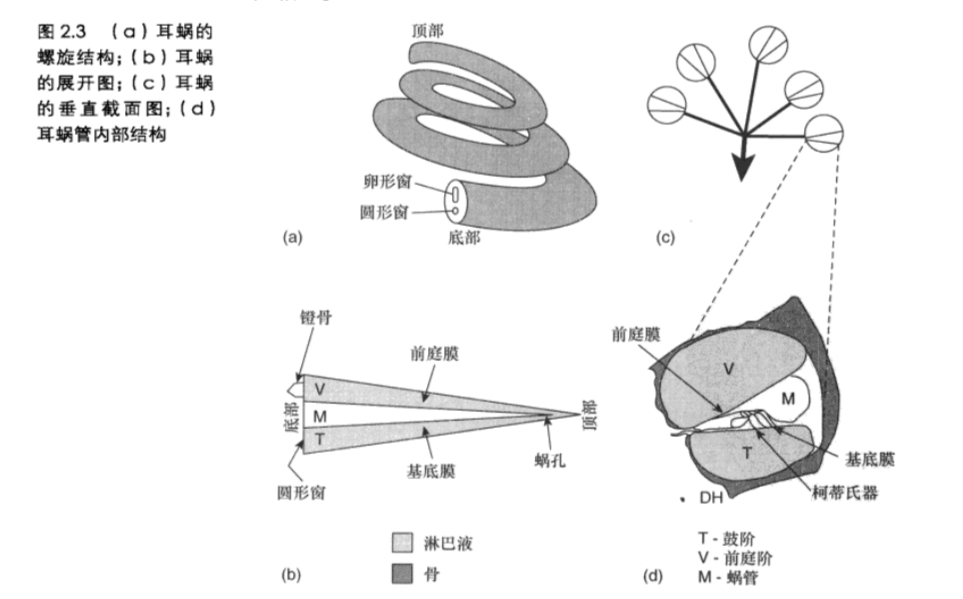 图 2.3 （a）耳蜗的
螺旋结构；（b）耳蜗
的展开图；（c）耳蜗
的垂直截面图；（d）
耳蜗管内部结构
顶部
卵形窗
圆形窗
底部
(a)
(c)
镫骨
前庭膜
V
M
T
底部
顶部
圆形窗
基底膜
蜗孔
淋巴液
骨
(b)
前庭膜
V
M
T
基底膜
柯蒂氏器
DH
T - 鼓阶
V - 前庭阶
M - 蜗管
(d)